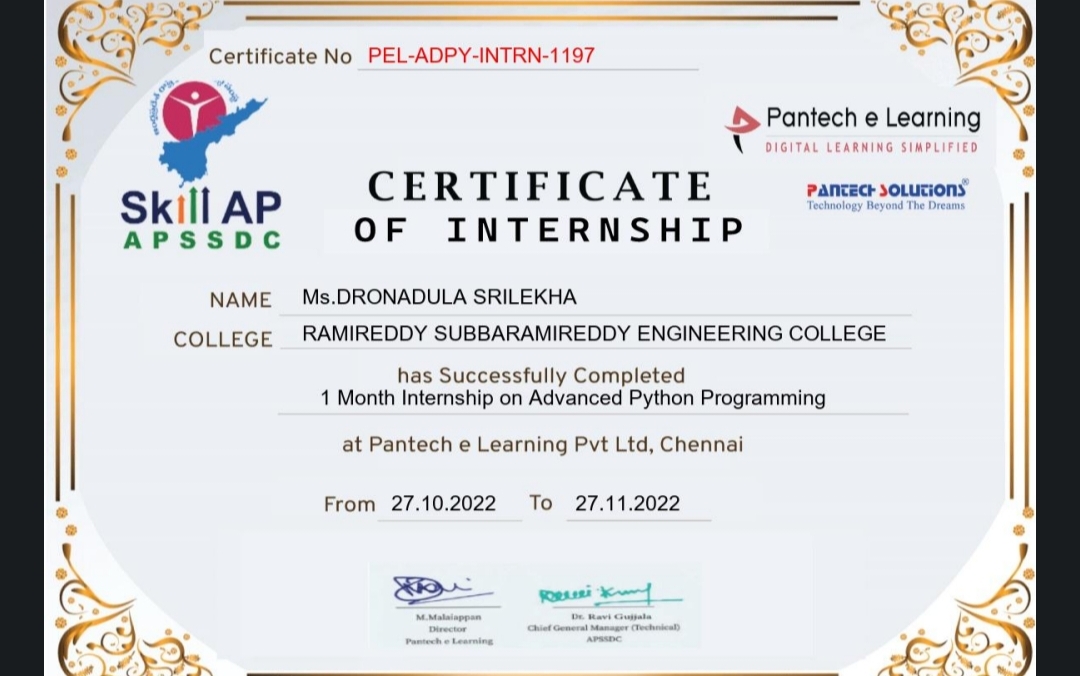 Certificate No PEL-ADPY-INTRN-1197
Skill AP
APSSDC
Pantech e Learning
DIGITAL LEARNING SIMPLIFIED
PANTECH SOLUTIONS®
Technology Beyond The Dreams
CERTIFICATE
OF INTERNSHIP
NAME Ms.DRONADULA SRILEKHA
COLLEGE RAMIREDDY SUBBARAMIREDDY ENGINEERING COLLEGE
has Successfully Completed
1 Month Internship on Advanced Python Programming
at Pantech e Learning Pvt Ltd, Chennai
From 27.10.2022 To 27.11.2022
M.Malaiappan
Director
Pantech e Learning
Dr. Ravi Gujjala
Chief General Manager (Technical)
APSSDC